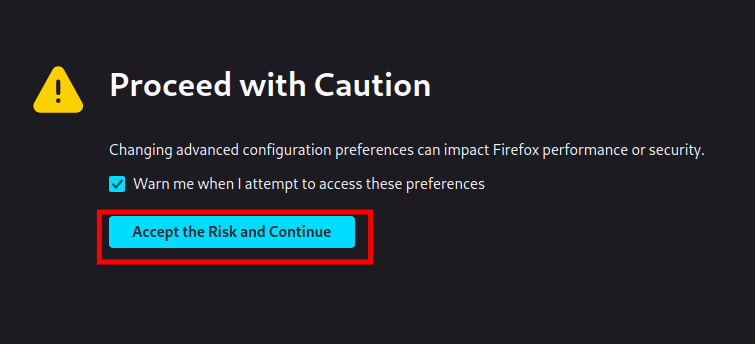 Proceed with Caution
Changing advanced configuration preferences can impact Firefox performance or security.
Warn me when I attempt to access these preferences
Accept the Risk and Continue